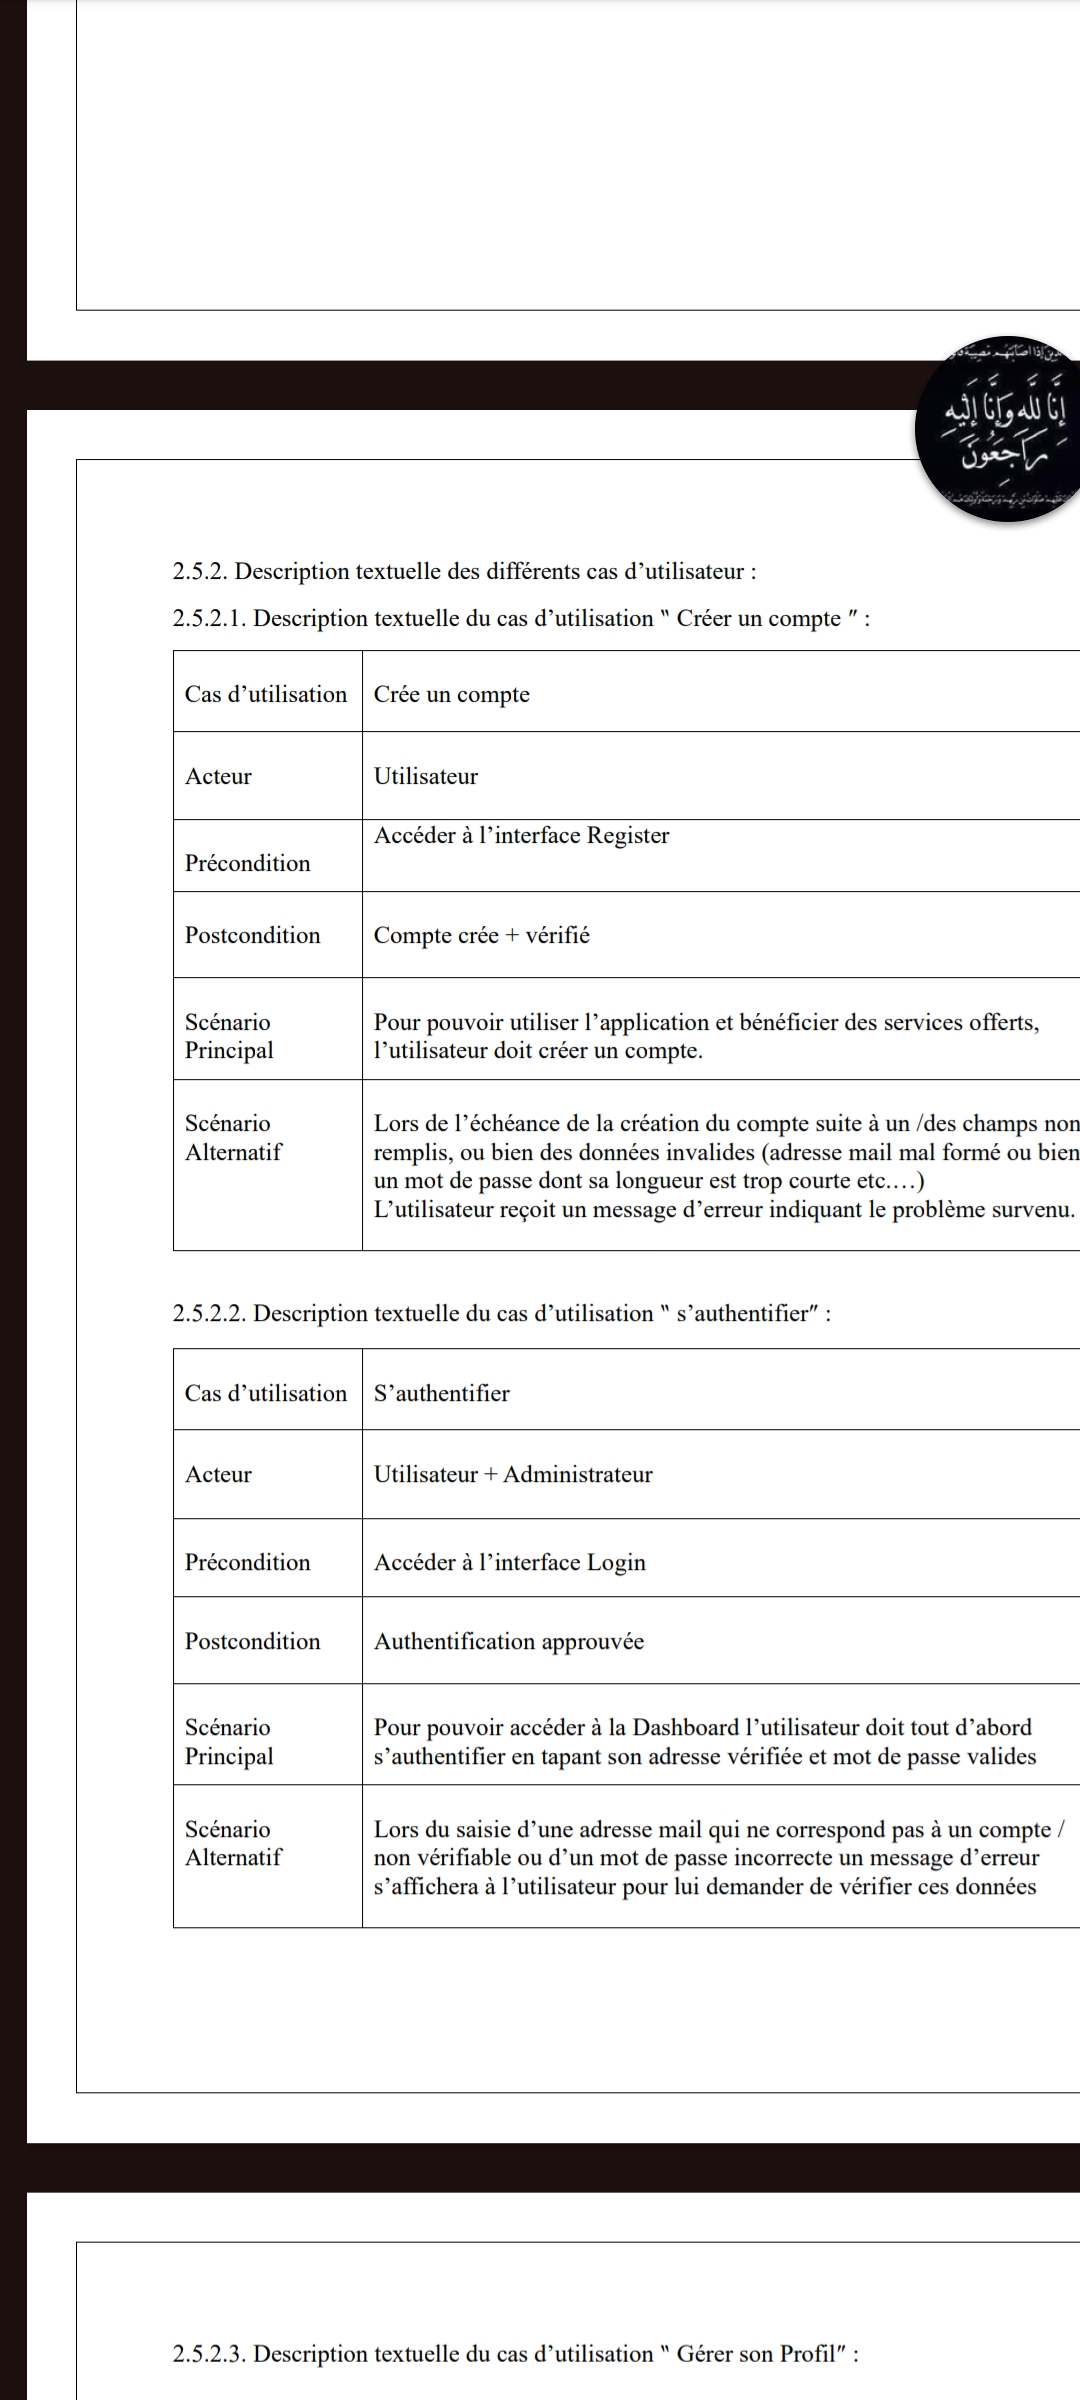 إِنَّا لِلَّهِ وَإِنَّا إِلَيْهِ
رَاجِعُونَ
2.5.2. Description textuelle des différents cas d’utilisateur :
2.5.2.1. Description textuelle du cas d’utilisation ‟ Créer un compte ″ :
Cas d’utilisation Crée un compte
Acteur Utilisateur
Accéder à l’interface Register
Précondition
Postcondition Compte crée + vérifié
Scénario Pour pouvoir utiliser l’application et bénéficier des services offerts,
Principal l’utilisateur doit créer un compte.
Scénario Lors de l’échéance de la création du compte suite à un /des champs non
Alternatif remplis, ou bien des données invalides (adresse mail mal formé ou bien
un mot de passe dont sa longueur est trop courte etc.…)
L’utilisateur reçoit un message d’erreur indiquant le problème survenu.
2.5.2.2. Description textuelle du cas d’utilisation ‟ s’authentifier″ :
Cas d’utilisation S’authentifier
Acteur Utilisateur + Administrateur
Précondition Accéder à l’interface Login
Postcondition Authentification approuvée
Scénario Pour pouvoir accéder à la Dashboard l’utilisateur doit tout d’abord
Principal s’authentifier en tapant son adresse vérifiée et mot de passe valides
Scénario Lors du saisie d’une adresse mail qui ne correspond pas à un compte /
Alternatif non vérifiable ou d’un mot de passe incorrecte un message d’erreur
s’affichera à l’utilisateur pour lui demander de vérifier ces données
2.5.2.3. Description textuelle du cas d’utilisation ‟ Gérer son Profil″ :